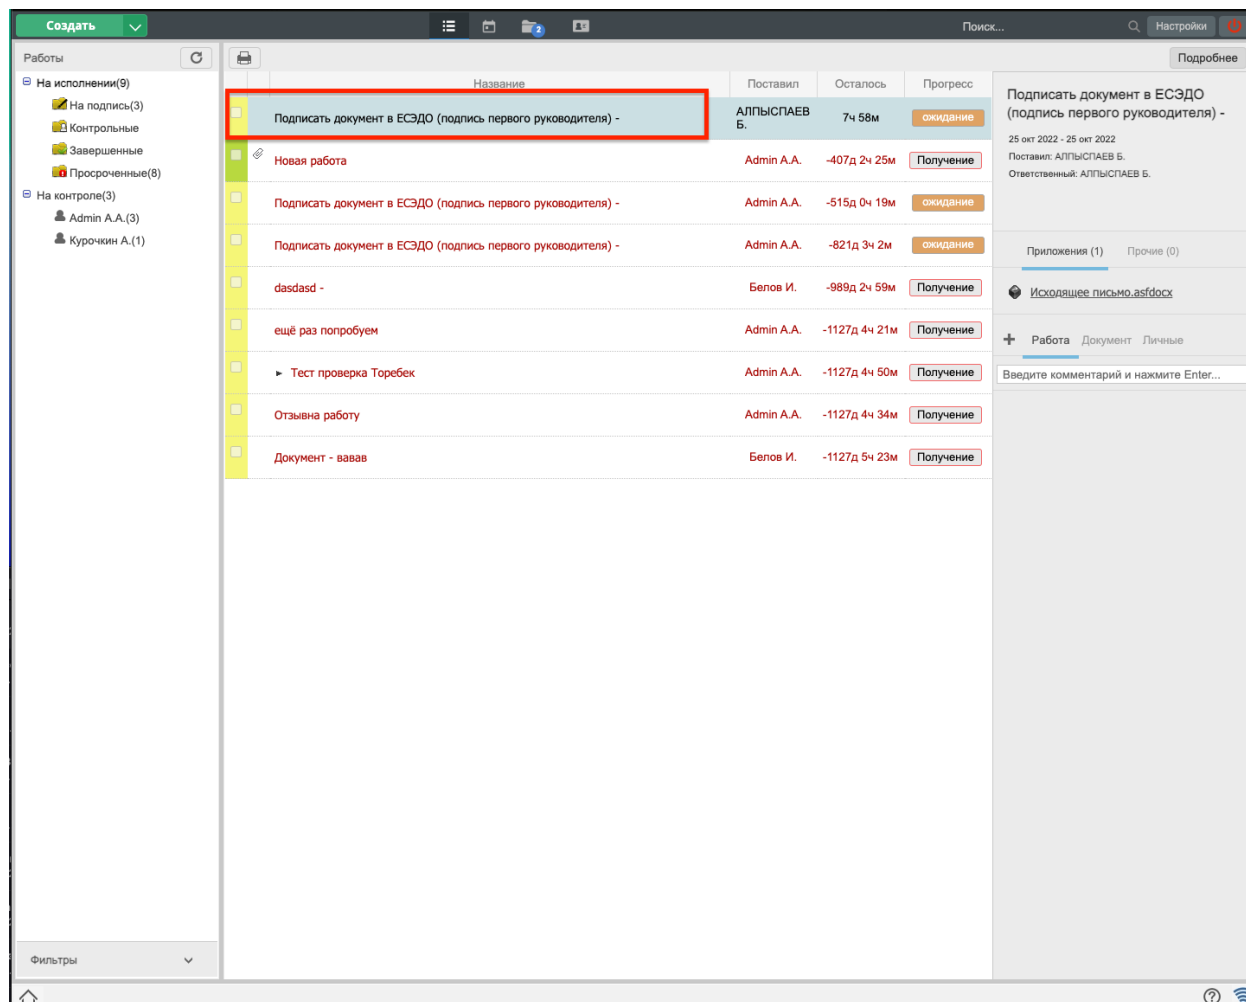 Создать
2
Поиск...
Настройки
Работы
Подробнее
На исполнении(9)
На подпись(3)
Контрольные
Завершенные
Просроченные(8)
На контроле(3)
Admin A.A.(3)
Курочкин А.(1)
Название Поставил Осталось Прогресс
Подписать документ в ЕСЭДО (подпись первого руководителя) - АЛПЫСПАЕВ Б. 7ч 58м ожидание
Новая работа Admin A.A. -407д 2ч 25м Получение
Подписать документ в ЕСЭДО (подпись первого руководителя) - Admin A.A. -515д 0ч 19м ожидание
Подписать документ в ЕСЭДО (подпись первого руководителя) - Admin A.A. -821д 3ч 2м ожидание
dasdasd - Белов И. -989д 2ч 59м Получение
ещё раз попробуем Admin A.A. -1127д 4ч 21м Получение
Тест проверка Торебек Admin A.A. -1127д 4ч 50м Получение
Отзывна работу Admin A.A. -1127д 4ч 34м Получение
Документ - вавав Белов И. -1127д 5ч 23м Получение
Подписать документ в ЕСЭДО
(подпись первого руководителя) -
25 окт 2022 - 25 окт 2022
Поставил: АЛПЫСПАЕВ Б.
Ответственный: АЛПЫСПАЕВ Б.
Приложения (1) Прочие (0)
Исходящее письмо.asfdocx
Работа Документ Личные
Введите комментарий и нажмите Enter...
Фильтры